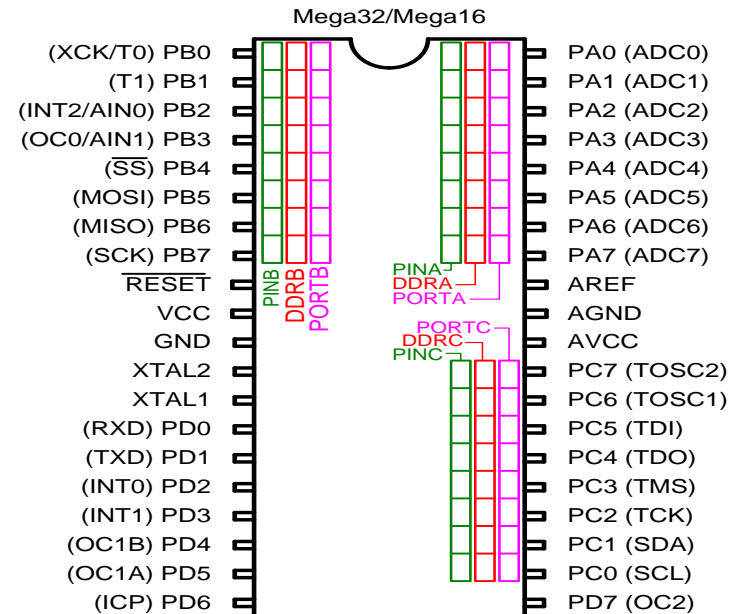 Mega32/Mega16
(XCK/T0) PB0
(T1) PB1
(INT2/AIN0) PB2
(OC0/AIN1) PB3
(S̅S̅) PB4
(MOSI) PB5
(MISO) PB6
(SCK) PB7
R̅E̅S̅E̅T̅
VCC
GND
XTAL2
XTAL1
(RXD) PD0
(TXD) PD1
(INT0) PD2
(INT1) PD3
(OC1B) PD4
(OC1A) PD5
(ICP) PD6
PINB
DDRB
PORTB
PINA
DDRA
PORTA
PORTC
DDRC
PINC
PA0 (ADC0)
PA1 (ADC1)
PA2 (ADC2)
PA3 (ADC3)
PA4 (ADC4)
PA5 (ADC5)
PA6 (ADC6)
PA7 (ADC7)
AREF
AGND
AVCC
PC7 (TOSC2)
PC6 (TOSC1)
PC5 (TDI)
PC4 (TDO)
PC3 (TMS)
PC2 (TCK)
PC1 (SDA)
PC0 (SCL)
PD7 (OC2)